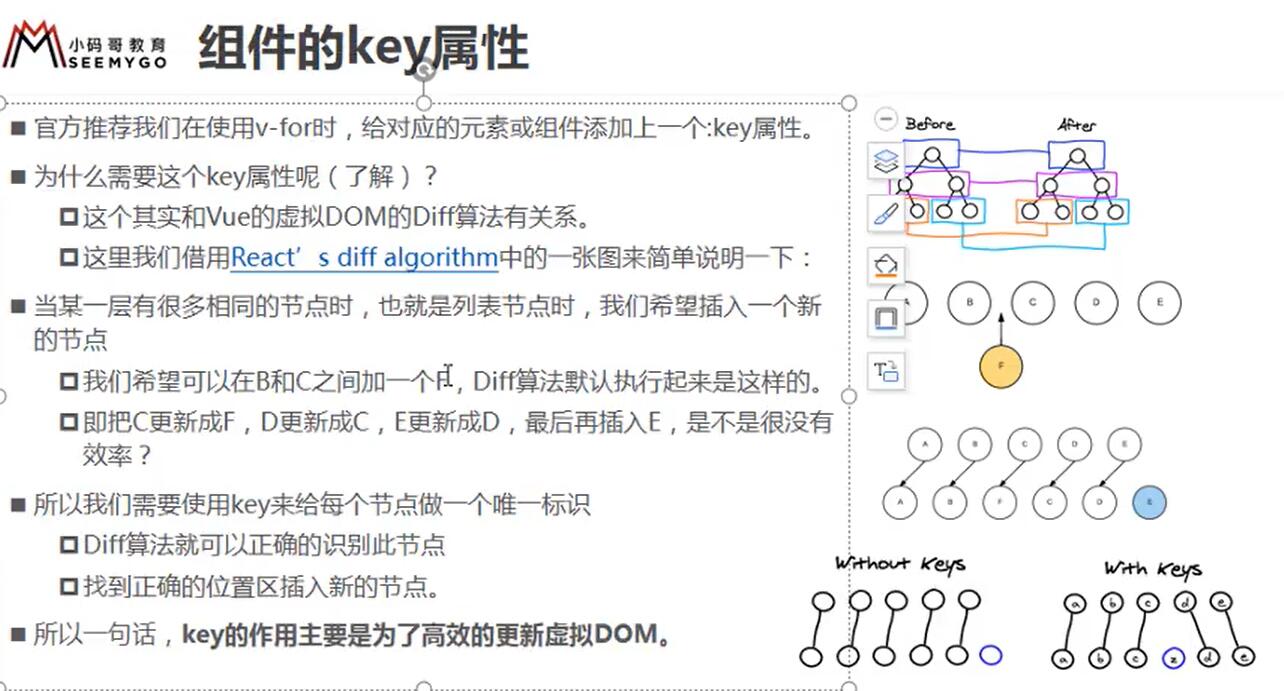 小码哥教育
SEEMYGO
组件的key属性
官方推荐我们在使用v-for时，给对应的元素或组件添加上一个:key属性。
为什么需要这个key属性呢（了解）？
这个其实和Vue的虚拟DOM的Diff算法有关系。
这里我们借用React's diff algorithm中的一张图来简单说明一下：
当某一层有很多相同的节点时，也就是列表节点时，我们希望插入一个新
的节点
我们希望可以在B和C之间加一个F，Diff算法默认执行起来是这样的。
即把C更新成F，D更新成C，E更新成D，最后再插入E，是不是很没有
效率？
所以我们需要使用key来给每个节点做一个唯一标识
Diff算法就可以正确的识别此节点
找到正确的位置区插入新的节点。
所以一句话，key的作用主要是为了高效的更新虚拟DOM。
Before After
A B C D E
F
A B C D E
A B F C D E
Without Keys
With Keys
a b c d e
a b c z d e